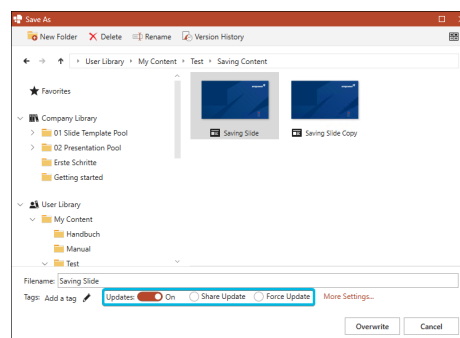 Save As
New Folder Delete Rename Version History
User Library My Content Test Saving Content
Favorites
Company Library
01 Slide Template Pool
02 Presentation Pool
Erste Schritte
Getting started
User Library
My Content
Handbuch
Manual
Test
Saving Slide Saving Slide Copy
Filename: Saving Slide
Tags: Add a tag Updates: On Share Update Force Update More Settings...
Overwrite Cancel